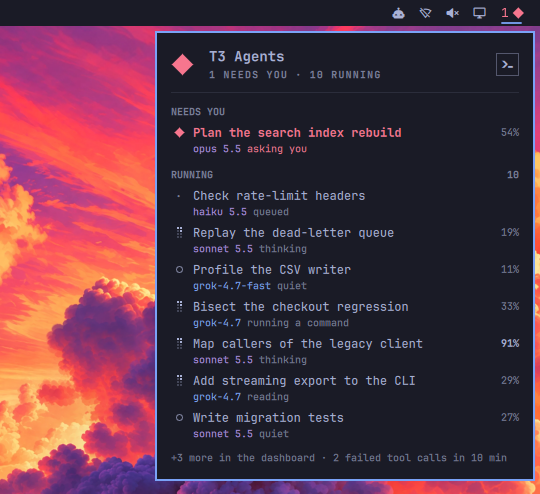 1
T3 Agents
1 NEEDS YOU · 10 RUNNING
NEEDS YOU
Plan the search index rebuild 54%
opus 5.5 asking you
RUNNING 10
Check rate-limit headers
haiku 5.5 queued
Replay the dead-letter queue 19%
sonnet 5.5 thinking
Profile the CSV writer 11%
grok-4.7-fast quiet
Bisect the checkout regression 33%
grok-4.7 running a command
Map callers of the legacy client 91%
sonnet 5.5 thinking
Add streaming export to the CLI 29%
grok-4.7 reading
Write migration tests 27%
sonnet 5.5 quiet
+3 more in the dashboard · 2 failed tool calls in 10 min